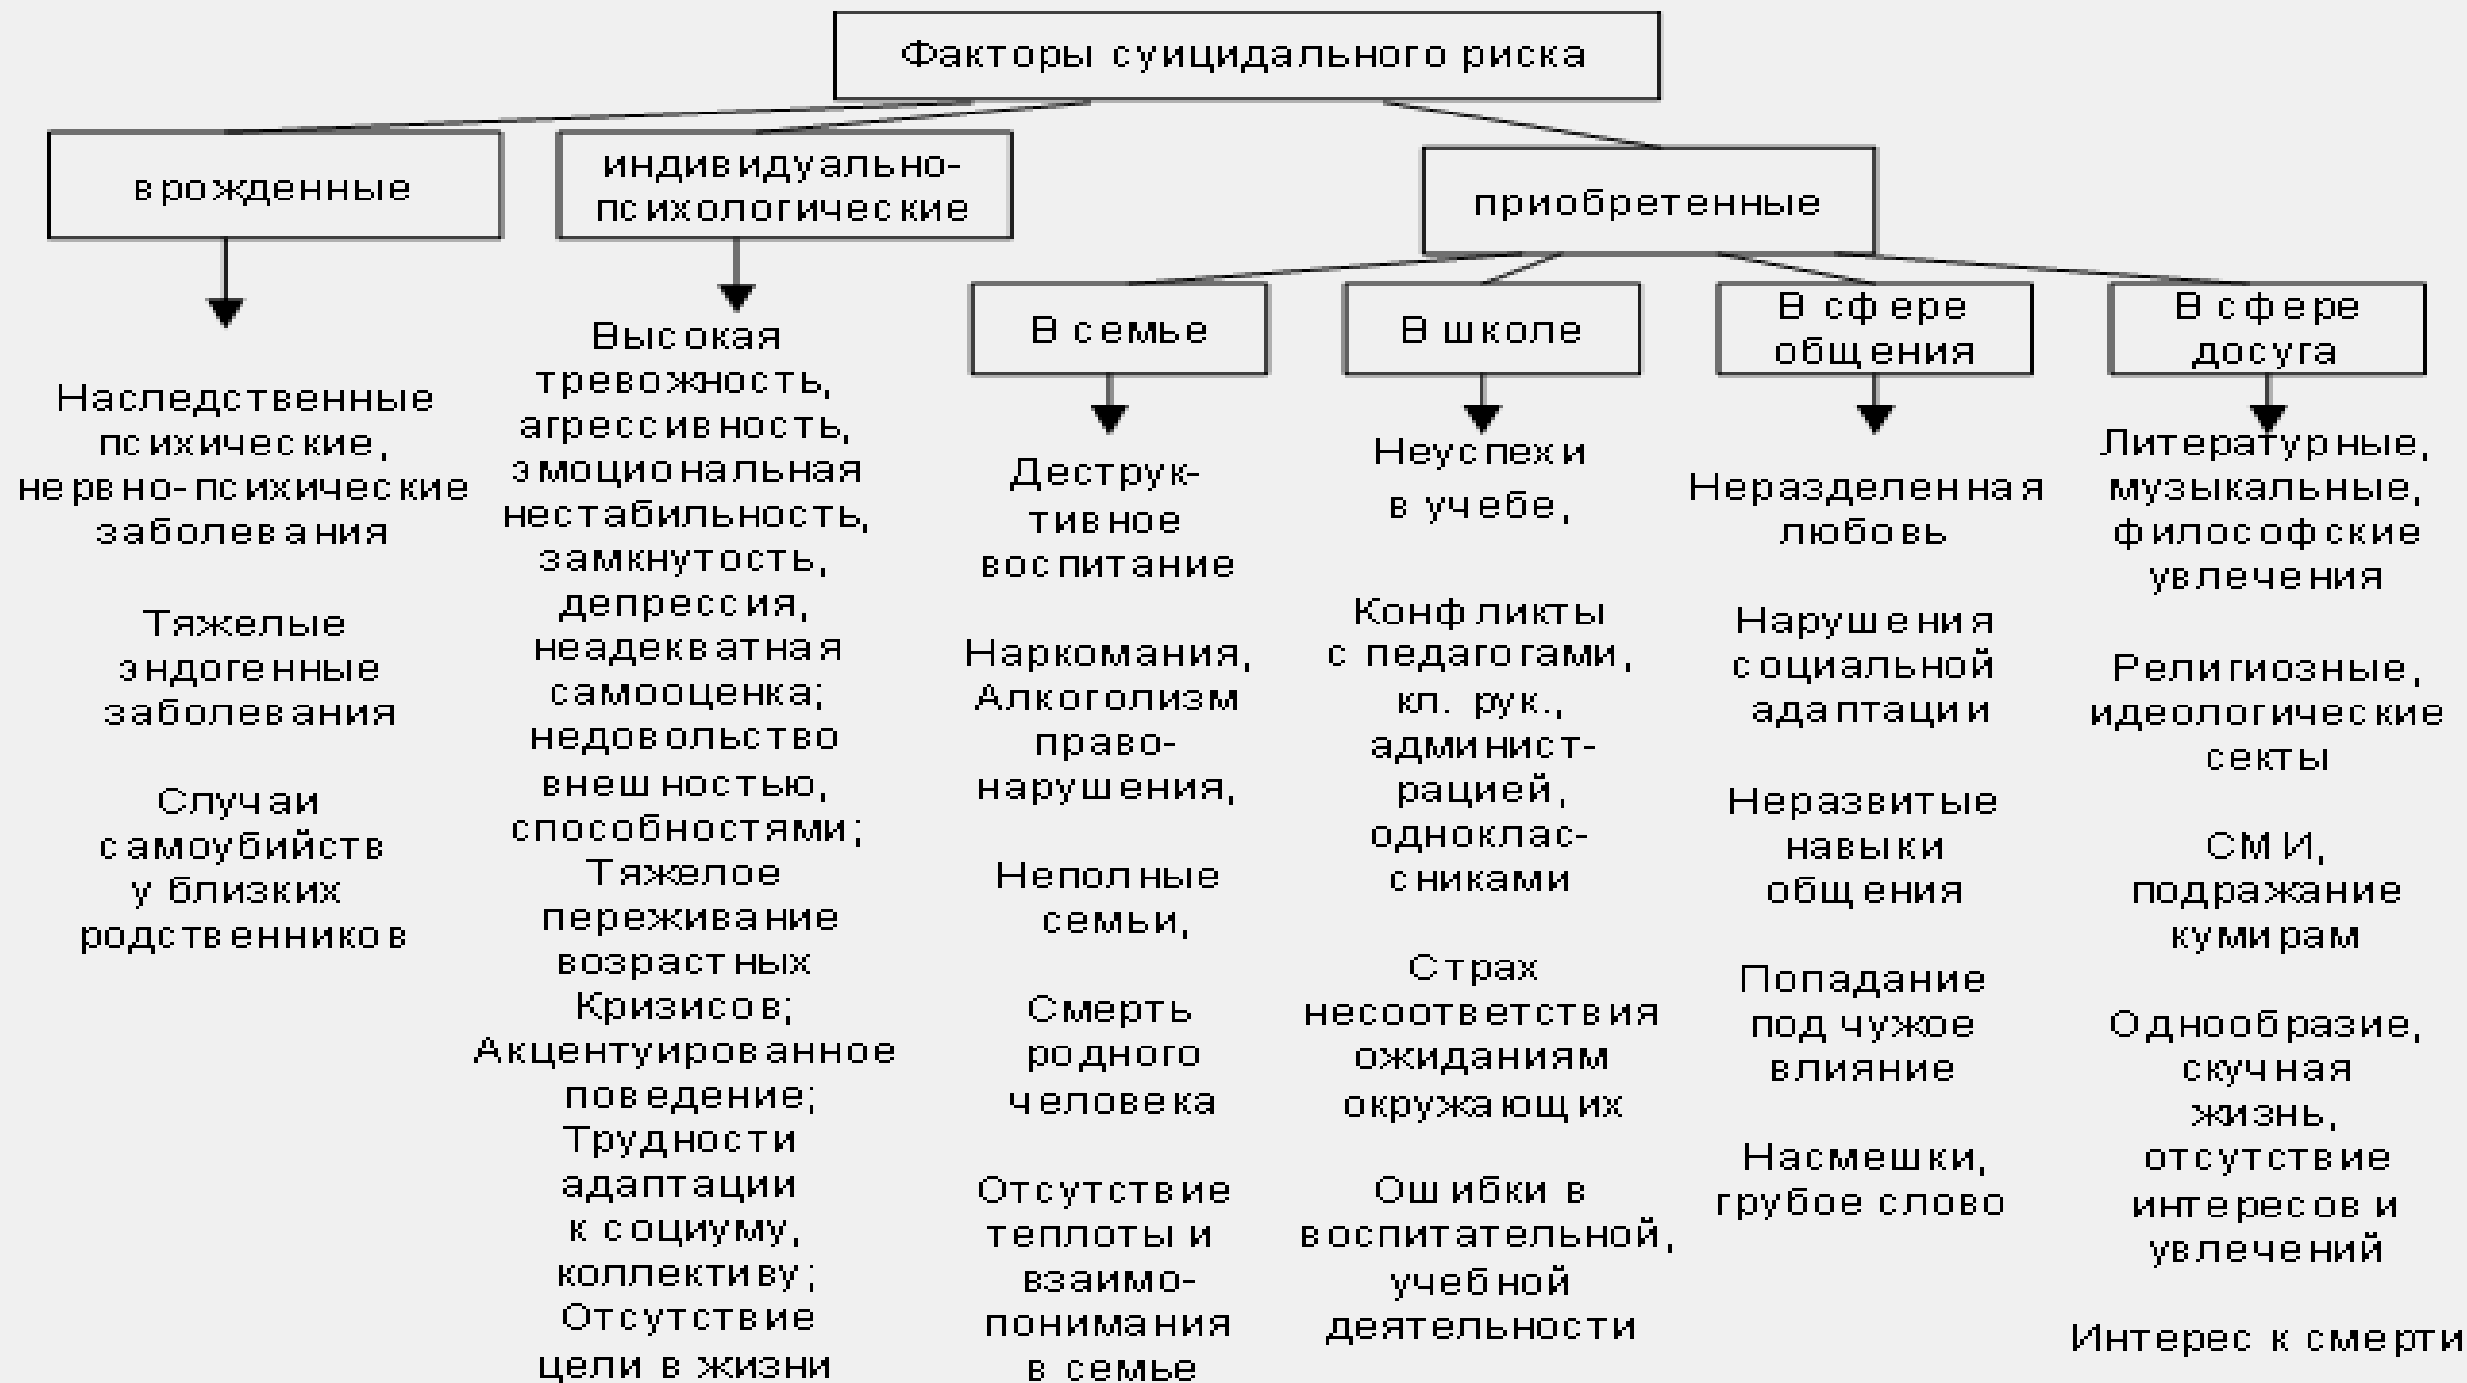 Факторы суицидального риска
врожденные
индивидуально-
психологические
приобретенные
В семье
В школе
В сфере
общения
В сфере
досуга
Наследственные
психические,
нервно-психические
заболевания
Тяжелые
эндогенные
заболевания
Случаи
самоубийств
у близких
родственников
Высокая
тревожность,
агрессивность,
эмоциональная
нестабильность,
замкнутость,
депрессия,
неадекватная
самооценка;
недовольство
внешностью,
способностями;
Тяжелое
переживание
возрастных
Кризисов;
Акцентуированное
поведение;
Трудности
адаптации
к социуму,
коллективу;
Отсутствие
цели в жизни
Деструк-
тивное
воспитание
Наркомания,
Алкоголизм
право-
нарушения,
Неполные
семьи,
Смерть
родного
человека
Отсутствие
теплоты и
взаимо-
понимания
в семье
Неуспехи
в учебе,
Конфликты
с педагогами,
кл. рук.,
админист-
рацией,
одноклас-
сниками
Страх
несоответствия
ожиданиям
окружающих
Ошибки в
воспитательной,
учебной
деятельности
Неразделенная
любовь
Нарушения
социальной
адаптации
Неразвитые
навыки
общения
Попадание
под чужое
влияние
Насмешки,
грубое слово
Литературные,
музыкальные,
философские
увлечения
Религиозные,
идеологические
секты
СМИ,
подражание
кумирам
Однообразие,
скучная
жизнь,
отсутствие
интересов и
увлечений
Интерес к смерти